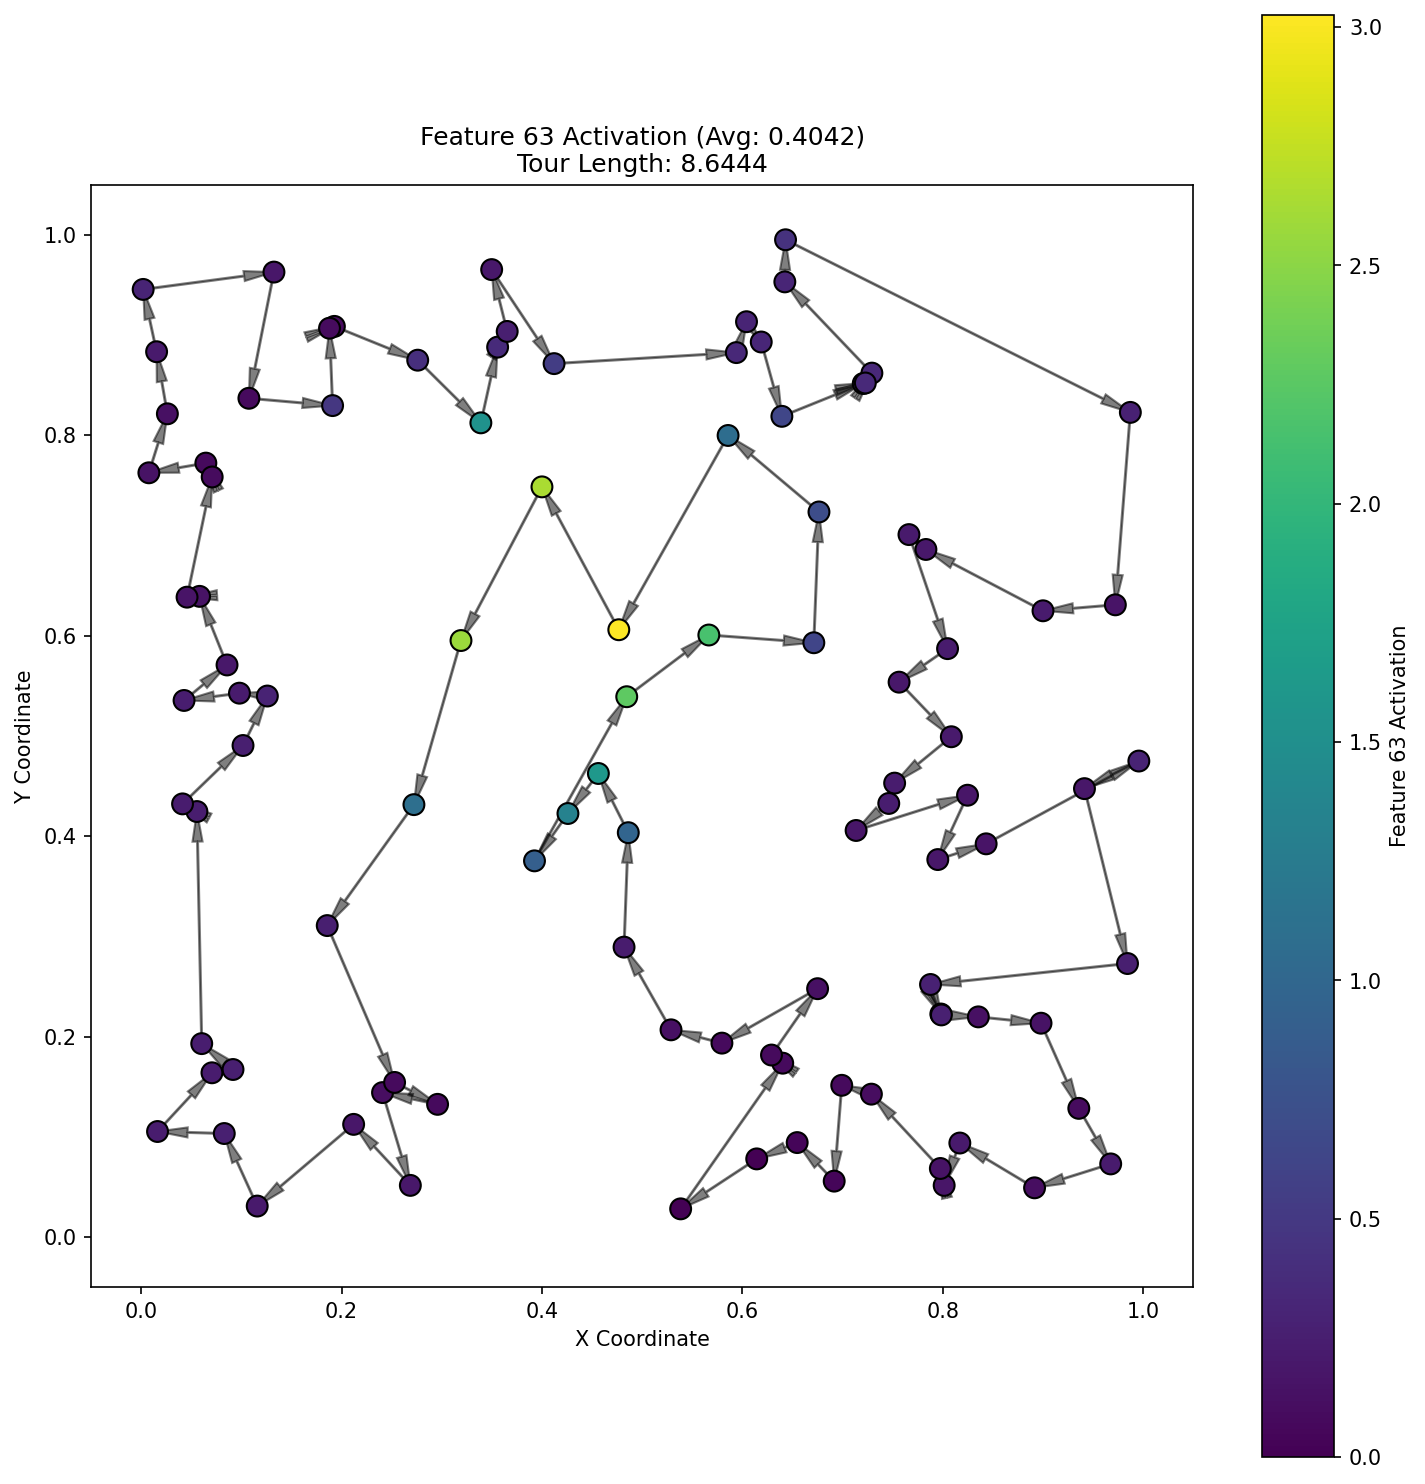 Feature 63 Activation (Avg: 0.4042)
Tour Length: 8.6444
1.0
0.8
0.6
0.4
0.2
0.0
Y Coordinate
0.0 0.2 0.4 0.6 0.8 1.0
X Coordinate
3.0
2.5
2.0
1.5
1.0
0.5
0.0
Feature 63 Activation